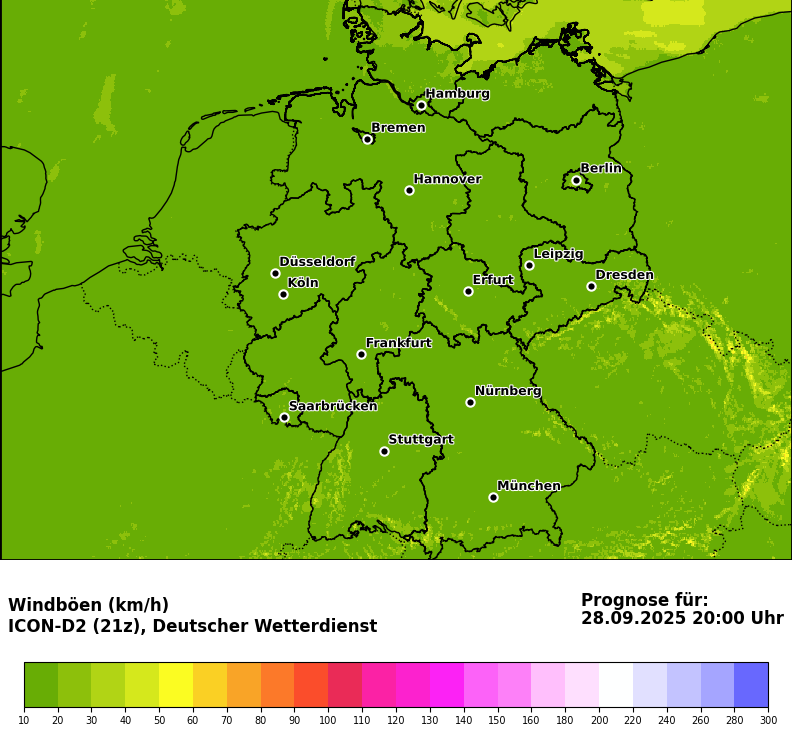 Hamburg
Bremen
Berlin
Hannover
Leipzig
Düsseldorf
Dresden
Köln
Erfurt
Frankfurt
Nürnberg
Saarbrücken
Stuttgart
München
Windböen (km/h)
ICON-D2 (21z), Deutscher Wetterdienst
Prognose für:
28.09.2025 20:00 Uhr
10 20 30 40 50 60 70 80 90 100 110 120 130 140 150 160 180 200 220 240 260 280 300